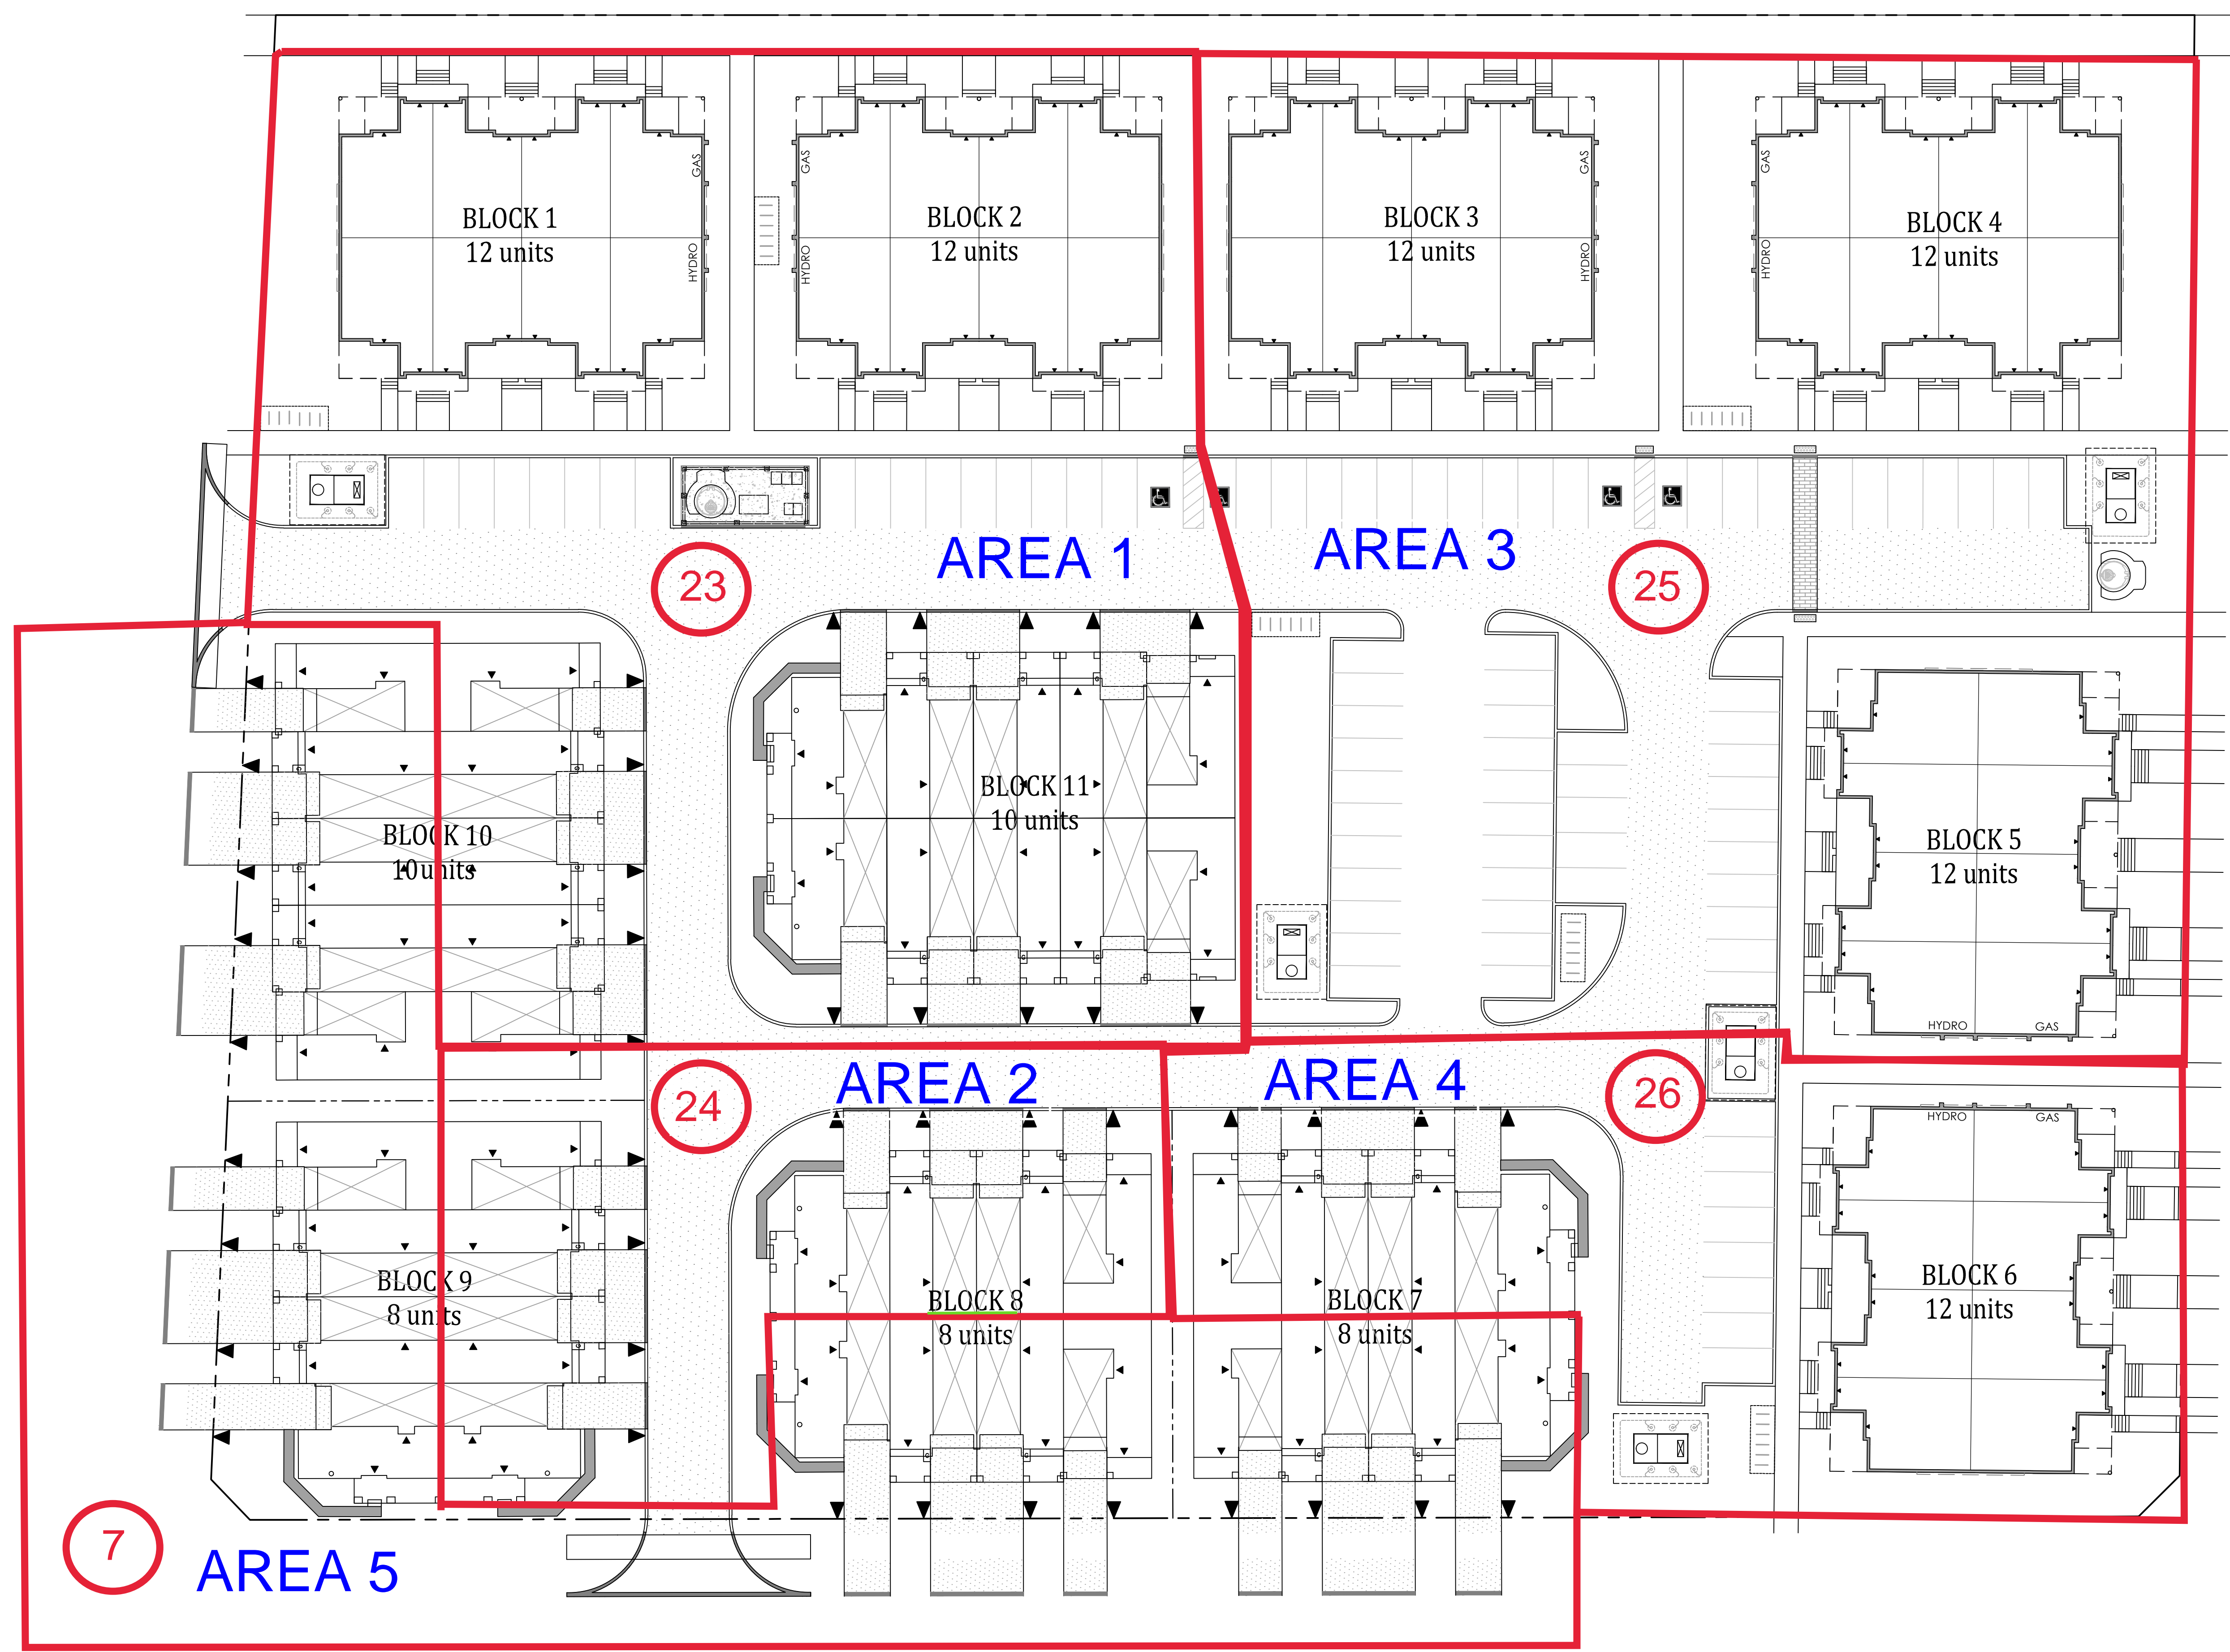 BLOCK 1
12 units
GAS
HYDRO
BLOCK 2
12 units
GAS
HYDRO
BLOCK 3
12 units
GAS
HYDRO
BLOCK 4
12 units
GAS
HYDRO
AREA 1
AREA 3
23
25
BLOCK 11
10 units
BLOCK 10
10 units
BLOCK 5
12 units
HYDRO
GAS
AREA 2
AREA 4
24
26
HYDRO
GAS
BLOCK 9
8 units
BLOCK 8
8 units
BLOCK 7
8 units
BLOCK 6
12 units
7
AREA 5